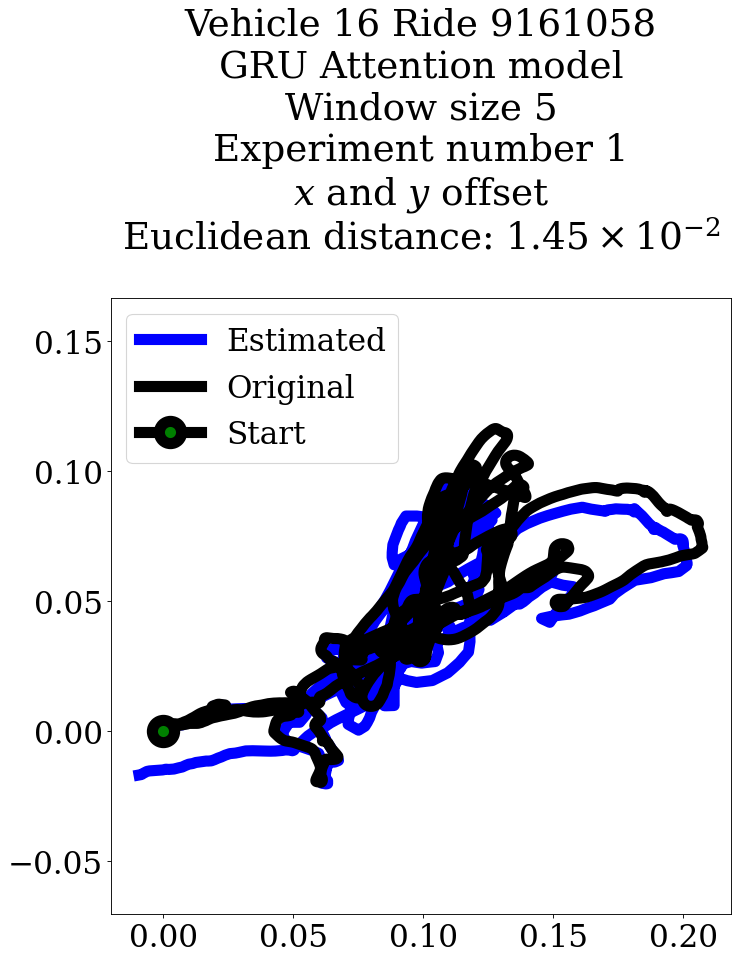 Vehicle 16 Ride 9161058
GRU Attention model
Window size 5
Experiment number 1
x and y offset
Euclidean distance: 1.45 × 10⁻²
Estimated
Original
Start
0.15
0.10
0.05
0.00
−0.05
0.00 0.05 0.10 0.15 0.20